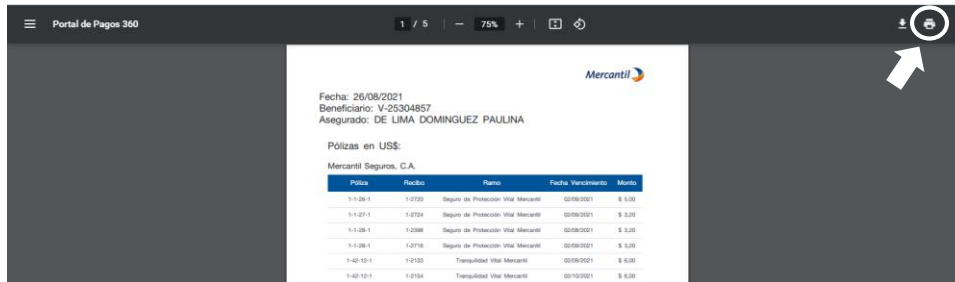 Portal de Pagos 360 1 / 5 75%
Mercantil
Fecha: 26/08/2021
Beneficiario: V-25304857
Asegurado: DE LIMA DOMINGUEZ PAULINA
Pólizas en US$:
Mercantil Seguros, C.A.
Póliza Recibo Ramo Fecha Vencimiento Monto
1-1-26-1 1-2720 Seguro de Protección Vital Mercantil 02/09/2021 $ 5,00
1-1-27-1 1-2724 Seguro de Protección Vital Mercantil 02/09/2021 $ 3,20
1-1-28-1 1-2398 Seguro de Protección Vital Mercantil 02/08/2021 $ 3,20
1-1-28-1 1-2716 Seguro de Protección Vital Mercantil 02/09/2021 $ 3,20
1-42-12-1 1-2133 Tranquilidad Vital Mercantil 02/09/2021 $ 6,00
1-42-12-1 1-2134 Tranquilidad Vital Mercantil 02/10/2021 $ 6,00